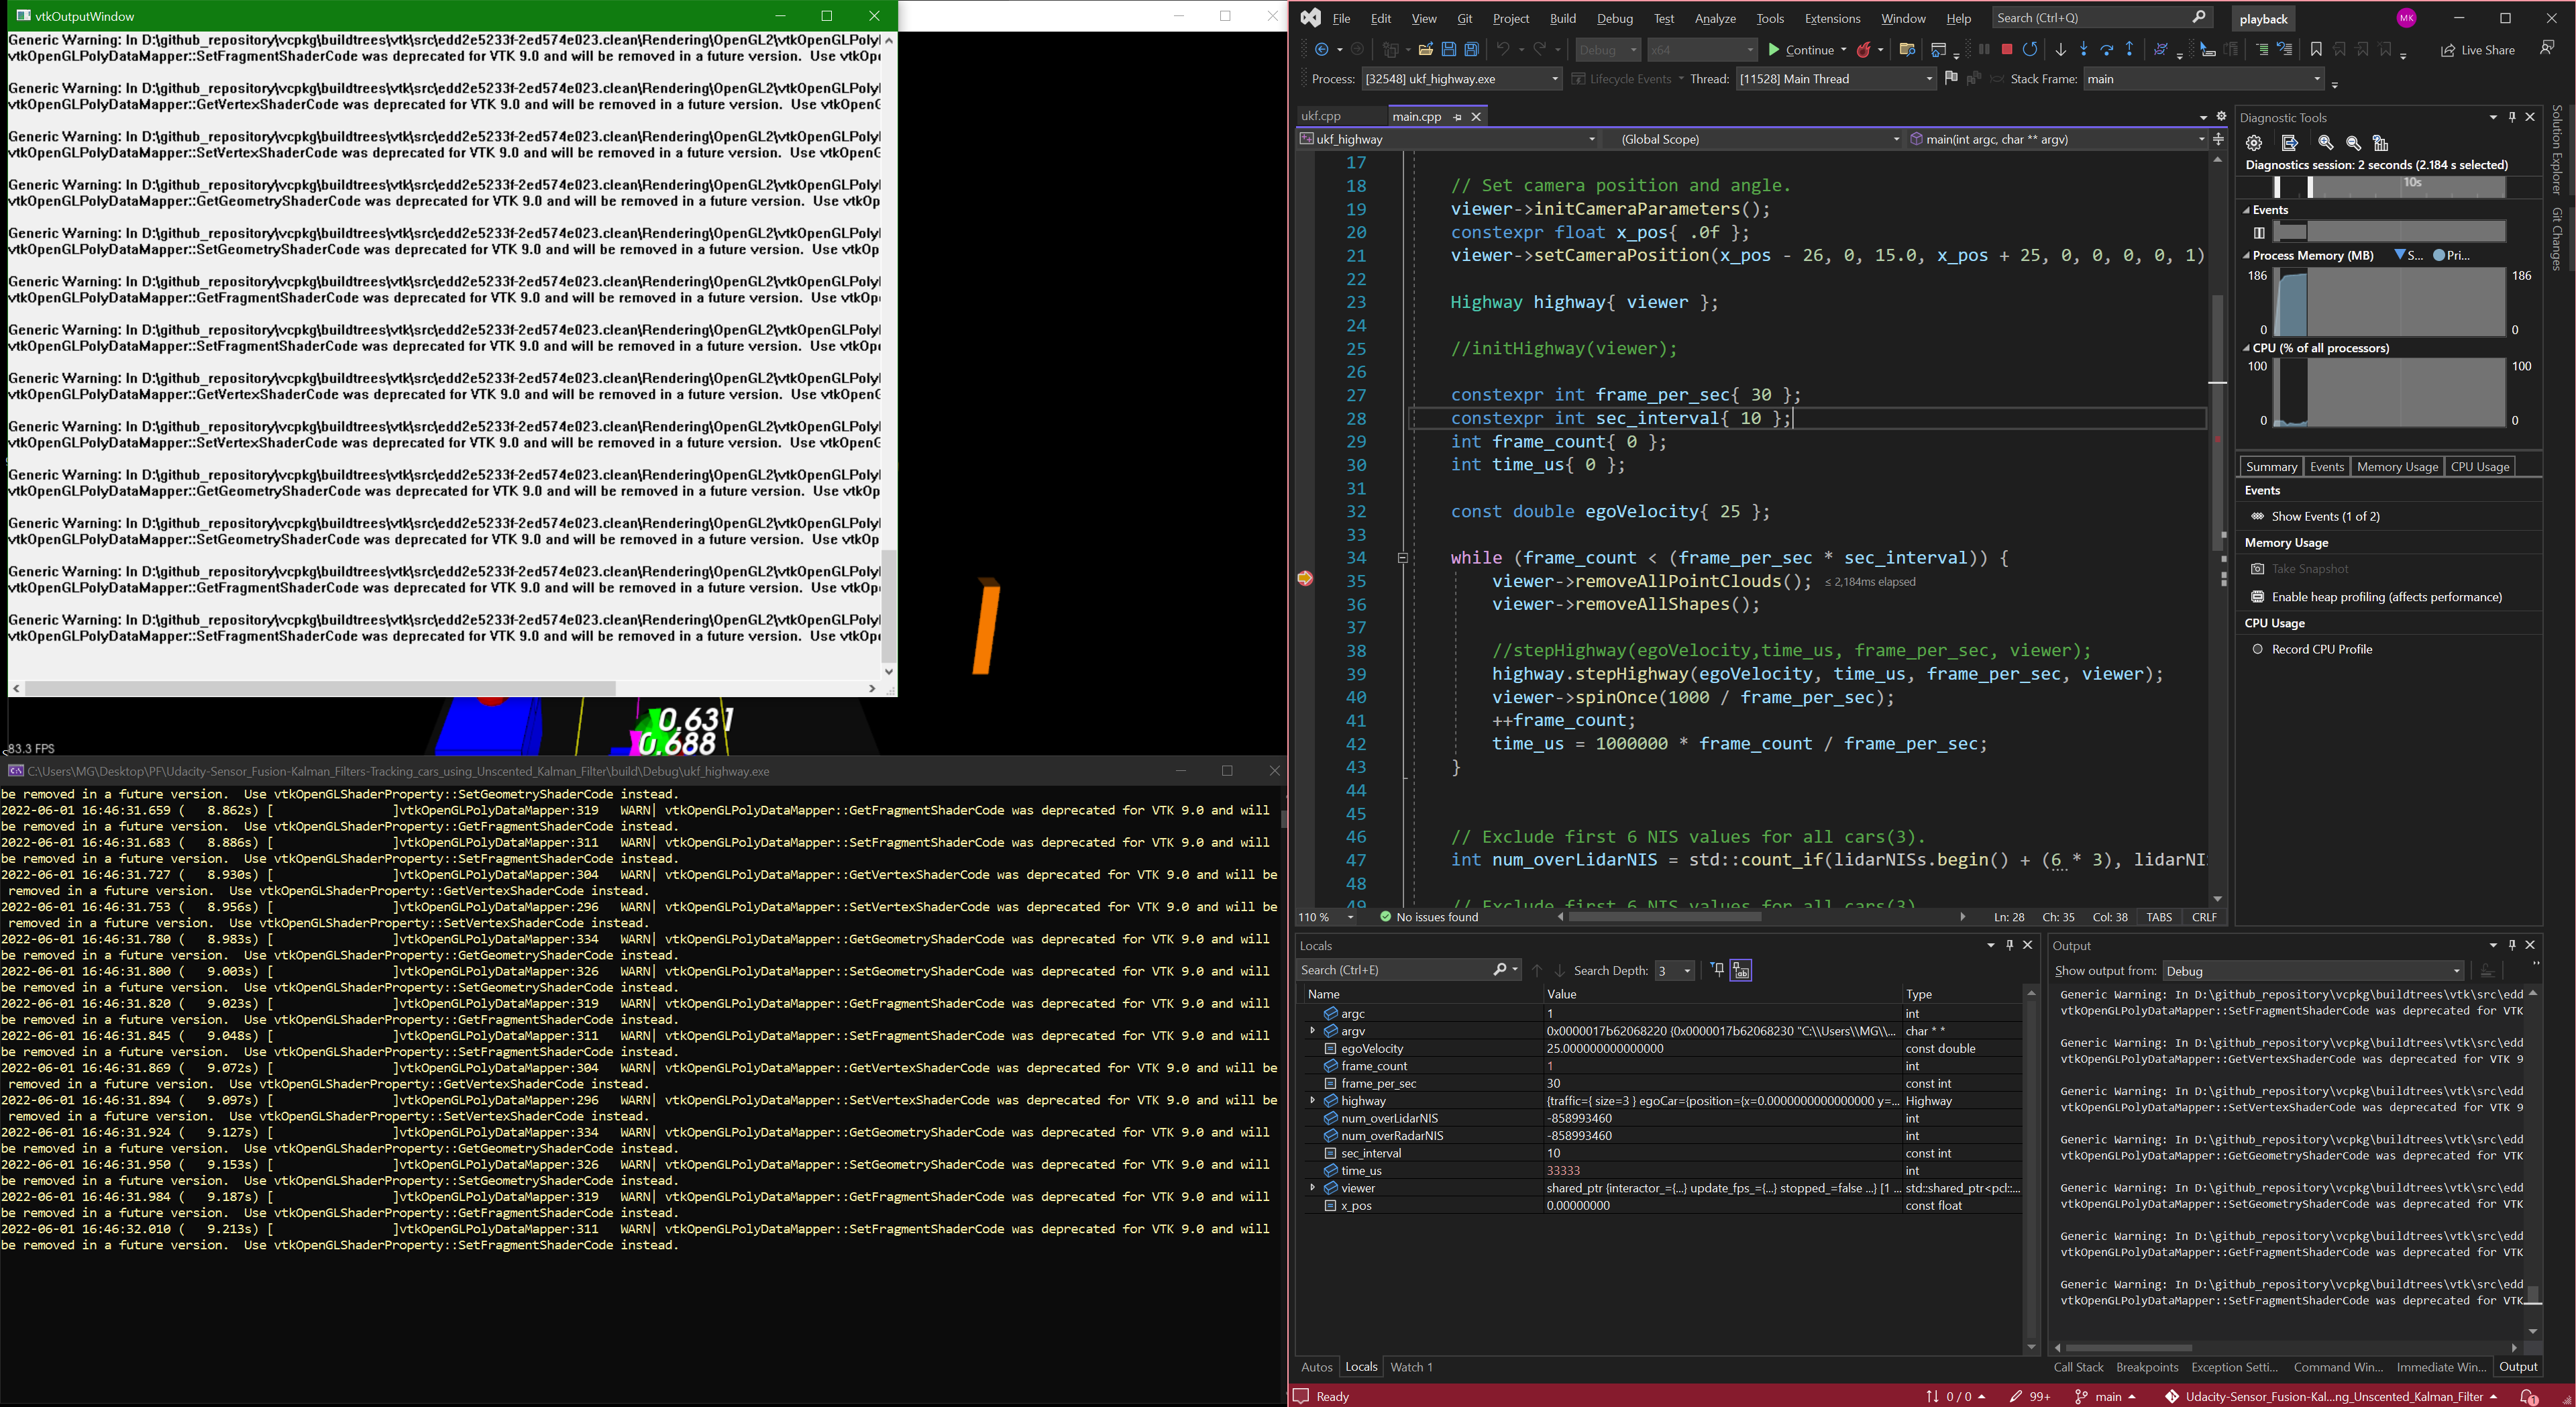 vtkOutputWindow
Generic Warning: In D:\github_repository\vcpkg\buildtrees\vtk\src\edd2e5233f-2ed574e023.clean\Rendering\OpenGL2\vtkOpenGLPoly
vtkOpenGLPolyDataMapper::SetFragmentShaderCode was deprecated for VTK 9.0 and will be removed in a future version.  Use vtkOp
Generic Warning: In D:\github_repository\vcpkg\buildtrees\vtk\src\edd2e5233f-2ed574e023.clean\Rendering\OpenGL2\vtkOpenGLPoly
vtkOpenGLPolyDataMapper::GetVertexShaderCode was deprecated for VTK 9.0 and will be removed in a future version.  Use vtkOpenG
Generic Warning: In D:\github_repository\vcpkg\buildtrees\vtk\src\edd2e5233f-2ed574e023.clean\Rendering\OpenGL2\vtkOpenGLPoly
vtkOpenGLPolyDataMapper::SetVertexShaderCode was deprecated for VTK 9.0 and will be removed in a future version.  Use vtkOpenG
Generic Warning: In D:\github_repository\vcpkg\buildtrees\vtk\src\edd2e5233f-2ed574e023.clean\Rendering\OpenGL2\vtkOpenGLPoly
vtkOpenGLPolyDataMapper::GetGeometryShaderCode was deprecated for VTK 9.0 and will be removed in a future version.  Use vtkOp
Generic Warning: In D:\github_repository\vcpkg\buildtrees\vtk\src\edd2e5233f-2ed574e023.clean\Rendering\OpenGL2\vtkOpenGLPoly
vtkOpenGLPolyDataMapper::SetGeometryShaderCode was deprecated for VTK 9.0 and will be removed in a future version.  Use vtkOp
Generic Warning: In D:\github_repository\vcpkg\buildtrees\vtk\src\edd2e5233f-2ed574e023.clean\Rendering\OpenGL2\vtkOpenGLPoly
vtkOpenGLPolyDataMapper::GetFragmentShaderCode was deprecated for VTK 9.0 and will be removed in a future version.  Use vtkOp
Generic Warning: In D:\github_repository\vcpkg\buildtrees\vtk\src\edd2e5233f-2ed574e023.clean\Rendering\OpenGL2\vtkOpenGLPoly
vtkOpenGLPolyDataMapper::SetFragmentShaderCode was deprecated for VTK 9.0 and will be removed in a future version.  Use vtkOp
Generic Warning: In D:\github_repository\vcpkg\buildtrees\vtk\src\edd2e5233f-2ed574e023.clean\Rendering\OpenGL2\vtkOpenGLPoly
vtkOpenGLPolyDataMapper::GetVertexShaderCode was deprecated for VTK 9.0 and will be removed in a future version.  Use vtkOpenG
Generic Warning: In D:\github_repository\vcpkg\buildtrees\vtk\src\edd2e5233f-2ed574e023.clean\Rendering\OpenGL2\vtkOpenGLPoly
vtkOpenGLPolyDataMapper::SetVertexShaderCode was deprecated for VTK 9.0 and will be removed in a future version.  Use vtkOpenG
Generic Warning: In D:\github_repository\vcpkg\buildtrees\vtk\src\edd2e5233f-2ed574e023.clean\Rendering\OpenGL2\vtkOpenGLPoly
vtkOpenGLPolyDataMapper::GetGeometryShaderCode was deprecated for VTK 9.0 and will be removed in a future version.  Use vtkOp
Generic Warning: In D:\github_repository\vcpkg\buildtrees\vtk\src\edd2e5233f-2ed574e023.clean\Rendering\OpenGL2\vtkOpenGLPoly
vtkOpenGLPolyDataMapper::SetGeometryShaderCode was deprecated for VTK 9.0 and will be removed in a future version.  Use vtkOp
Generic Warning: In D:\github_repository\vcpkg\buildtrees\vtk\src\edd2e5233f-2ed574e023.clean\Rendering\OpenGL2\vtkOpenGLPoly
vtkOpenGLPolyDataMapper::GetFragmentShaderCode was deprecated for VTK 9.0 and will be removed in a future version.  Use vtkOp
Generic Warning: In D:\github_repository\vcpkg\buildtrees\vtk\src\edd2e5233f-2ed574e023.clean\Rendering\OpenGL2\vtkOpenGLPoly
vtkOpenGLPolyDataMapper::SetFragmentShaderCode was deprecated for VTK 9.0 and will be removed in a future version.  Use vtkOp
0.631
0.688
83.3 FPS
C:\Users\MG\Desktop\PF\Udacity-Sensor_Fusion-Kalman_Filters-Tracking_cars_using_Unscented_Kalman_Filter\build\Debug\ukf_highway.exe
be removed in a future version.  Use vtkOpenGLShaderProperty::SetGeometryShaderCode instead.
2022-06-01 16:46:31.659 (   8.862s) [                ]vtkOpenGLPolyDataMapper:319   WARN| vtkOpenGLPolyDataMapper::GetFragmentShaderCode was deprecated for VTK 9.0 and will
be removed in a future version.  Use vtkOpenGLShaderProperty::GetFragmentShaderCode instead.
2022-06-01 16:46:31.683 (   8.886s) [                ]vtkOpenGLPolyDataMapper:311   WARN| vtkOpenGLPolyDataMapper::SetFragmentShaderCode was deprecated for VTK 9.0 and will
be removed in a future version.  Use vtkOpenGLShaderProperty::SetFragmentShaderCode instead.
2022-06-01 16:46:31.727 (   8.930s) [                ]vtkOpenGLPolyDataMapper:304   WARN| vtkOpenGLPolyDataMapper::GetVertexShaderCode was deprecated for VTK 9.0 and will be
removed in a future version.  Use vtkOpenGLShaderProperty::GetVertexShaderCode instead.
2022-06-01 16:46:31.753 (   8.956s) [                ]vtkOpenGLPolyDataMapper:296   WARN| vtkOpenGLPolyDataMapper::SetVertexShaderCode was deprecated for VTK 9.0 and will be
removed in a future version.  Use vtkOpenGLShaderProperty::SetVertexShaderCode instead.
2022-06-01 16:46:31.780 (   8.983s) [                ]vtkOpenGLPolyDataMapper:334   WARN| vtkOpenGLPolyDataMapper::GetGeometryShaderCode was deprecated for VTK 9.0 and will
be removed in a future version.  Use vtkOpenGLShaderProperty::GetGeometryShaderCode instead.
2022-06-01 16:46:31.800 (   9.003s) [                ]vtkOpenGLPolyDataMapper:326   WARN| vtkOpenGLPolyDataMapper::SetGeometryShaderCode was deprecated for VTK 9.0 and will
be removed in a future version.  Use vtkOpenGLShaderProperty::SetGeometryShaderCode instead.
2022-06-01 16:46:31.820 (   9.023s) [                ]vtkOpenGLPolyDataMapper:319   WARN| vtkOpenGLPolyDataMapper::GetFragmentShaderCode was deprecated for VTK 9.0 and will
be removed in a future version.  Use vtkOpenGLShaderProperty::GetFragmentShaderCode instead.
2022-06-01 16:46:31.845 (   9.048s) [                ]vtkOpenGLPolyDataMapper:311   WARN| vtkOpenGLPolyDataMapper::SetFragmentShaderCode was deprecated for VTK 9.0 and will
be removed in a future version.  Use vtkOpenGLShaderProperty::SetFragmentShaderCode instead.
2022-06-01 16:46:31.869 (   9.072s) [                ]vtkOpenGLPolyDataMapper:304   WARN| vtkOpenGLPolyDataMapper::GetVertexShaderCode was deprecated for VTK 9.0 and will be
removed in a future version.  Use vtkOpenGLShaderProperty::GetVertexShaderCode instead.
2022-06-01 16:46:31.894 (   9.097s) [                ]vtkOpenGLPolyDataMapper:296   WARN| vtkOpenGLPolyDataMapper::SetVertexShaderCode was deprecated for VTK 9.0 and will be
removed in a future version.  Use vtkOpenGLShaderProperty::SetVertexShaderCode instead.
2022-06-01 16:46:31.924 (   9.127s) [                ]vtkOpenGLPolyDataMapper:334   WARN| vtkOpenGLPolyDataMapper::GetGeometryShaderCode was deprecated for VTK 9.0 and will
be removed in a future version.  Use vtkOpenGLShaderProperty::GetGeometryShaderCode instead.
2022-06-01 16:46:31.950 (   9.153s) [                ]vtkOpenGLPolyDataMapper:326   WARN| vtkOpenGLPolyDataMapper::SetGeometryShaderCode was deprecated for VTK 9.0 and will
be removed in a future version.  Use vtkOpenGLShaderProperty::SetGeometryShaderCode instead.
2022-06-01 16:46:31.984 (   9.187s) [                ]vtkOpenGLPolyDataMapper:319   WARN| vtkOpenGLPolyDataMapper::GetFragmentShaderCode was deprecated for VTK 9.0 and will
be removed in a future version.  Use vtkOpenGLShaderProperty::GetFragmentShaderCode instead.
2022-06-01 16:46:32.010 (   9.213s) [                ]vtkOpenGLPolyDataMapper:311   WARN| vtkOpenGLPolyDataMapper::SetFragmentShaderCode was deprecated for VTK 9.0 and will
be removed in a future version.  Use vtkOpenGLShaderProperty::SetFragmentShaderCode instead.
File Edit View Git Project Build Debug Test Analyze Tools Extensions Window Help Search (Ctrl+Q) playback MK
Debug x64 Continue Live Share
Process: [32548] ukf_highway.exe Lifecycle Events Thread: [11528] Main Thread Stack Frame: main
ukf.cpp main.cpp
ukf_highway (Global Scope) main(int argc, char ** argv)
17
18 // Set camera position and angle.
19 viewer->initCameraParameters();
20 constexpr float x_pos{ .0f };
21 viewer->setCameraPosition(x_pos - 26, 0, 15.0, x_pos + 25, 0, 0, 0, 0, 1)
22
23 Highway highway{ viewer };
24
25 //initHighway(viewer);
26
27 constexpr int frame_per_sec{ 30 };
28 constexpr int sec_interval{ 10 };
29 int frame_count{ 0 };
30 int time_us{ 0 };
31
32 const double egoVelocity{ 25 };
33
34 while (frame_count < (frame_per_sec * sec_interval)) {
35 viewer->removeAllPointClouds(); ≤ 2,184ms elapsed
36 viewer->removeAllShapes();
37
38 //stepHighway(egoVelocity,time_us, frame_per_sec, viewer);
39 highway.stepHighway(egoVelocity, time_us, frame_per_sec, viewer);
40 viewer->spinOnce(1000 / frame_per_sec);
41 ++frame_count;
42 time_us = 1000000 * frame_count / frame_per_sec;
43 }
44
45
46 // Exclude first 6 NIS values for all cars(3).
47 int num_overLidarNIS = std::count_if(lidarNISs.begin() + (6 * 3), lidarNI
48
49 // Exclude first 6 NIS values for all cars(3)
110 % No issues found Ln: 28 Ch: 35 Col: 38 TABS CRLF
Diagnostic Tools
Diagnostics session: 2 seconds (2.184 s selected)
10s
Events
Process Memory (MB) S... Pri...
186 186
0 0
CPU (% of all processors)
100 100
0 0
Summary Events Memory Usage CPU Usage
Events
Show Events (1 of 2)
Memory Usage
Take Snapshot
Enable heap profiling (affects performance)
CPU Usage
Record CPU Profile
Solution Explorer
Git Changes
Locals
Search (Ctrl+E) Search Depth: 3
Name Value Type
argc 1 int
argv 0x0000017b62068220 {0x0000017b62068230 "C:\\Users\\MG\\... char * *
egoVelocity 25.000000000000000 const double
frame_count 1 int
frame_per_sec 30 const int
highway {traffic={ size=3 } egoCar={position={x=0.0000000000000000 y=... Highway
num_overLidarNIS -858993460 int
num_overRadarNIS -858993460 int
sec_interval 10 const int
time_us 33333 int
viewer shared_ptr {interactor_={...} update_fps_={...} stopped_=false ...} [1 ... std::shared_ptr<pcl::...
x_pos 0.00000000 const float
Autos Locals Watch 1
Output
Show output from: Debug
Generic Warning: In D:\github_repository\vcpkg\buildtrees\vtk\src\edd
vtkOpenGLPolyDataMapper::SetFragmentShaderCode was deprecated for VTK
Generic Warning: In D:\github_repository\vcpkg\buildtrees\vtk\src\edd
vtkOpenGLPolyDataMapper::GetVertexShaderCode was deprecated for VTK 9
Generic Warning: In D:\github_repository\vcpkg\buildtrees\vtk\src\edd
vtkOpenGLPolyDataMapper::SetVertexShaderCode was deprecated for VTK 9
Generic Warning: In D:\github_repository\vcpkg\buildtrees\vtk\src\edd
vtkOpenGLPolyDataMapper::GetGeometryShaderCode was deprecated for VTK
Generic Warning: In D:\github_repository\vcpkg\buildtrees\vtk\src\edd
vtkOpenGLPolyDataMapper::SetGeometryShaderCode was deprecated for VTK
Generic Warning: In D:\github_repository\vcpkg\buildtrees\vtk\src\edd
vtkOpenGLPolyDataMapper::GetFragmentShaderCode was deprecated for VTK
Generic Warning: In D:\github_repository\vcpkg\buildtrees\vtk\src\edd
vtkOpenGLPolyDataMapper::SetFragmentShaderCode was deprecated for VTK
Call Stack Breakpoints Exception Setti... Command Win... Immediate Win... Output
Ready 0 / 0 99+ main Udacity-Sensor_Fusion-Kal...ng_Unscented_Kalman_Filter 1